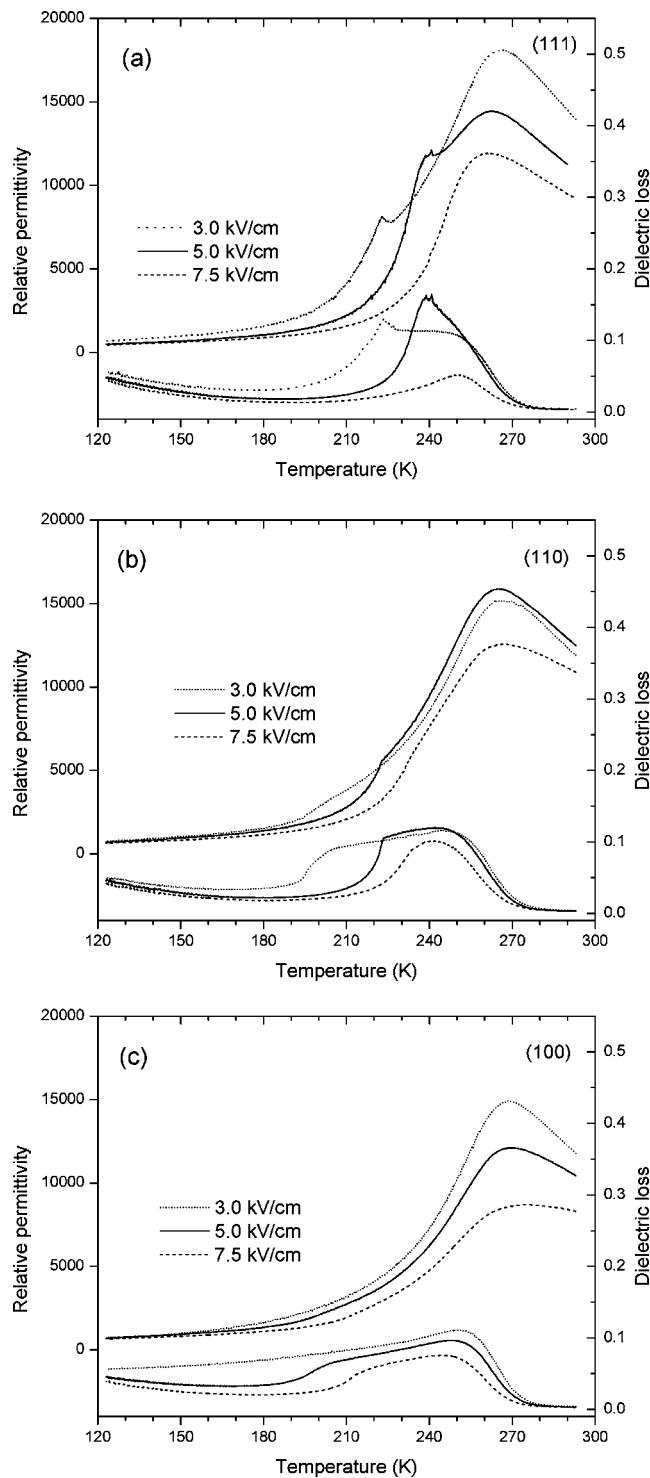 (a)
(111)
20000
15000
10000
5000
0
Relative permittivity
0.5
0.4
0.3
0.2
0.1
0.0
Dielectric loss
3.0 kV/cm
5.0 kV/cm
7.5 kV/cm
123 150 180 210 240 270 300
Temperature (K)
(b)
(110)
20000
15000
10000
5000
0
Relative permittivity
0.5
0.4
0.3
0.2
0.1
0.0
Dielectric loss
3.0 kV/cm
5.0 kV/cm
7.5 kV/cm
123 150 180 210 240 270 300
Temperature (K)
(c)
(100)
20000
15000
10000
5000
0
Relative permittivity
0.5
0.4
0.3
0.2
0.1
0.0
Dielectric loss
3.0 kV/cm
5.0 kV/cm
7.5 kV/cm
123 150 180 210 240 270 300
Temperature (K)